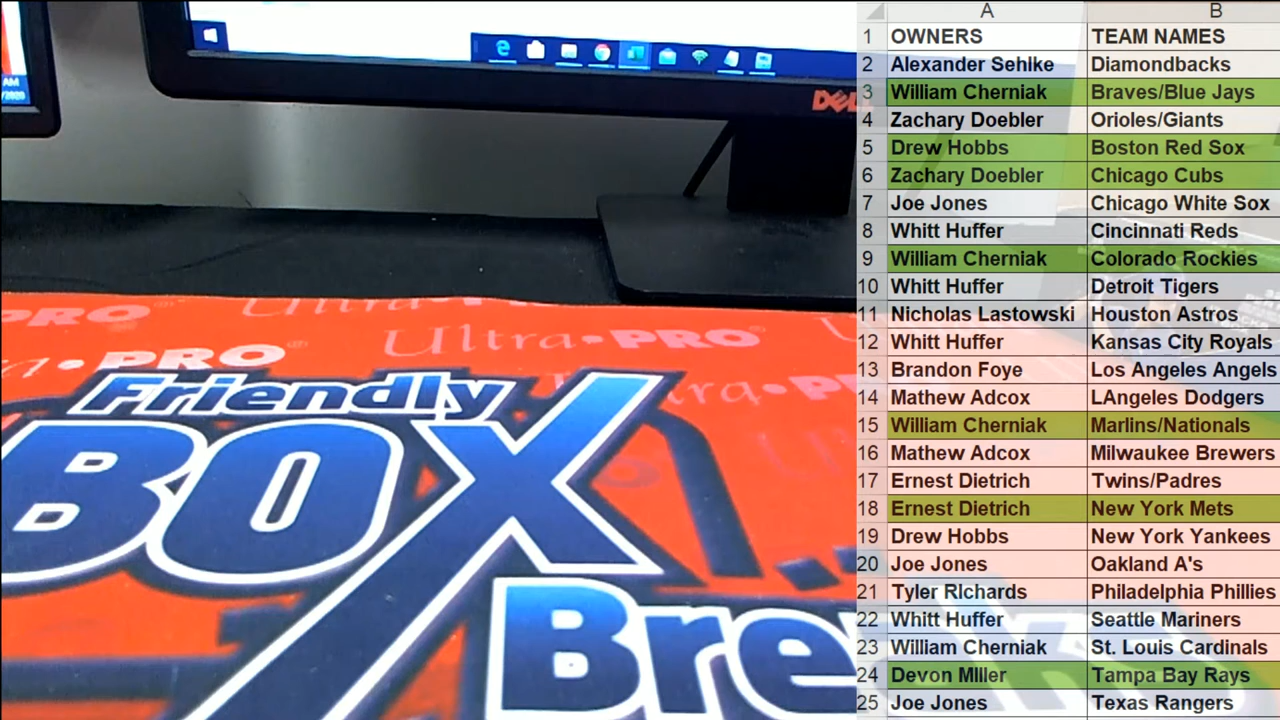 AM
/2020
DELL
PRO
Ultra
Ultra•PRO
ra•PRO
ra•P
Friendly
BOX
Bre
A B
1 OWNERS TEAM NAMES
2 Alexander Sehlke Diamondbacks
3 William Cherniak Braves/Blue Jays
4 Zachary Doebler Orioles/Giants
5 Drew Hobbs Boston Red Sox
6 Zachary Doebler Chicago Cubs
7 Joe Jones Chicago White Sox
8 Whitt Huffer Cincinnati Reds
9 William Cherniak Colorado Rockies
10 Whitt Huffer Detroit Tigers
11 Nicholas Lastowski Houston Astros
12 Whitt Huffer Kansas City Royals
13 Brandon Foye Los Angeles Angels
14 Mathew Adcox LAngeles Dodgers
15 William Cherniak Marlins/Nationals
16 Mathew Adcox Milwaukee Brewers
17 Ernest Dietrich Twins/Padres
18 Ernest Dietrich New York Mets
19 Drew Hobbs New York Yankees
20 Joe Jones Oakland A's
21 Tyler RIchards Philadelphia Phillies
22 Whitt Huffer Seattle Mariners
23 William Cherniak St. Louis Cardinals
24 Devon MIller Tampa Bay Rays
25 Joe Jones Texas Rangers